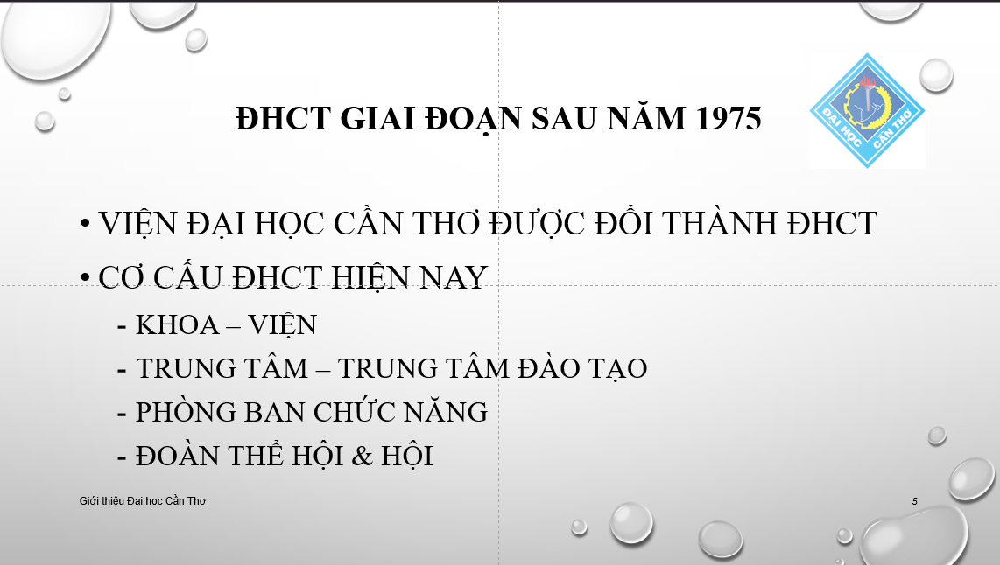 ĐHCT GIAI ĐOẠN SAU NĂM 1975
ĐẠI HỌC CẦN THƠ
• VIỆN ĐẠI HỌC CẦN THƠ ĐƯỢC ĐỔI THÀNH ĐHCT
• CƠ CẤU ĐHCT HIỆN NAY
- KHOA – VIỆN
- TRUNG TÂM – TRUNG TÂM ĐÀO TẠO
- PHÒNG BAN CHỨC NĂNG
- ĐOÀN THỂ HỘI & HỘI
Giới thiệu Đại học Cần Thơ
5